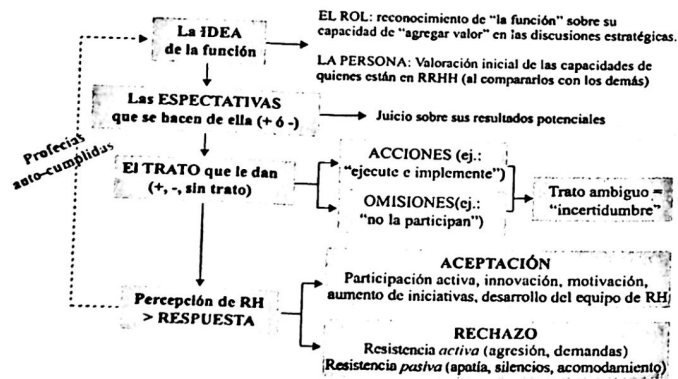 La IDEA
de la función
EL ROL: reconocimiento de “la función” sobre su
capacidad de “agregar valor” en las discusiones estratégicas.
LA PERSONA: Valoración inicial de las capacidades de
quienes están en RRHH (al compararlos con los demás)
Las ESPECTATIVAS
que se hacen de ella (+ ó -)
Juicio sobre sus resultados potenciales
Profecías
auto-cumplidas
El TRATO que le dan
(+, -, sin trato)
ACCIONES (ej.:
“ejecute e implemente”)
OMISIONES(ej.:
“no la participan”)
Trato ambiguo =
“incertidumbre”
Percepción de RH
> RESPUESTA
ACEPTACIÓN
Participación activa, innovación, motivación,
aumento de iniciativas, desarrollo del equipo de RH
RECHAZO
Resistencia activa (agresión, demandas)
Resistencia pasiva (apatía, silencios, acomodamiento)